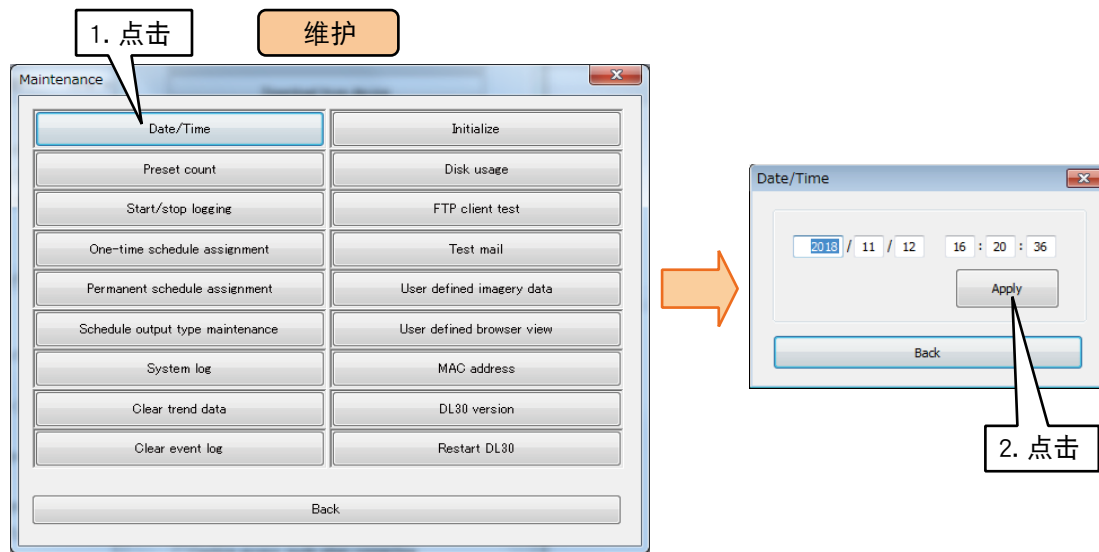 1. 点击
维护
Maintenance
Date/Time
Initialize
Preset count
Disk usage
Start/stop logging
FTP client test
One-time schedule assignment
Test mail
Permanent schedule assignment
User defined imagery data
Schedule output type maintenance
User defined browser view
System log
MAC address
Clear trend data
DL30 version
Clear event log
Restart DL30
Back
Date/Time
2018 / 11 / 12 16 : 20 : 36
Apply
Back
2. 点击